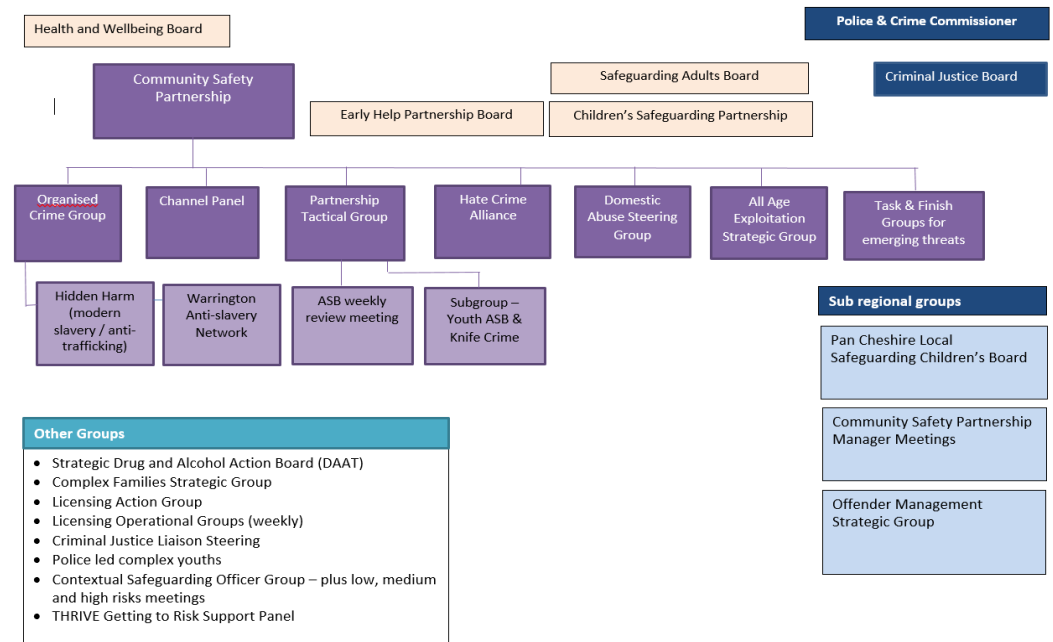 Health and Wellbeing Board
Police & Crime Commissioner
Community Safety
Partnership
Safeguarding Adults Board
Criminal Justice Board
Early Help Partnership Board
Children's Safeguarding Partnership
Organised
Crime Group
Channel Panel
Partnership
Tactical Group
Hate Crime
Alliance
Domestic
Abuse Steering
Group
All Age
Exploitation
Strategic Group
Task & Finish
Groups for
emerging threats
Hidden Harm
(modern
slavery / anti-
trafficking)
Warrington
Anti-slavery
Network
ASB weekly
review meeting
Subgroup –
Youth ASB &
Knife Crime
Sub regional groups
Pan Cheshire Local
Safeguarding Children's Board
Community Safety Partnership
Manager Meetings
Offender Management
Strategic Group
Other Groups
• Strategic Drug and Alcohol Action Board (DAAT)
• Complex Families Strategic Group
• Licensing Action Group
• Licensing Operational Groups (weekly)
• Criminal Justice Liaison Steering
• Police led complex youths
• Contextual Safeguarding Officer Group – plus low, medium
and high risks meetings
• THRIVE Getting to Risk Support Panel